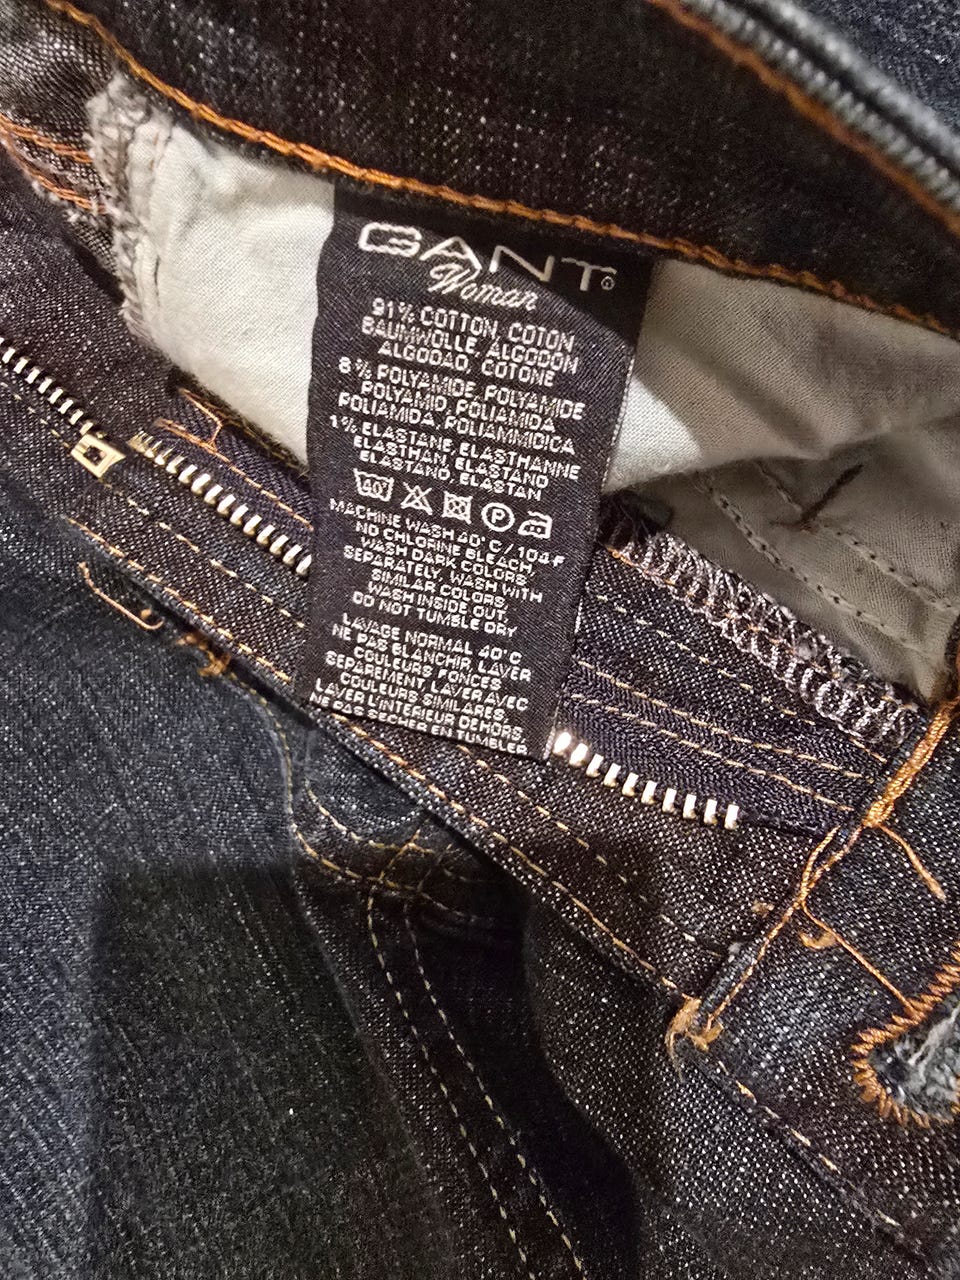 GANT
Woman
91% COTTON, COTON
BAUMWOLLE, ALGODON
ALGODAO, COTONE
8% POLYAMIDE, POLYAMIDE
POLYAMID, POLIAMIDA
POLIAMIDA, POLIAMMIDICA
1% ELASTANE, ELASTHANNE
ELASTHAN, ELASTANO
ELASTANO, ELASTAN
40° P
MACHINE WASH 40°C / 104 F
NO CHLORINE BLEACH,
WASH DARK COLORS
SEPARATELY, WASH WITH
SIMILAR COLORS,
WASH INSIDE OUT,
DO NOT TUMBLE DRY
LAVAGE NORMAL 40°C
NE PAS BLANCHIR, LAVER
COULEURS FONCES
SEPAREMENT, LAVER AVEC
COULEURS SIMILARES,
LAVER L'INTERIEUR DEHORS,
NE PAS SECHER EN TUMBLER